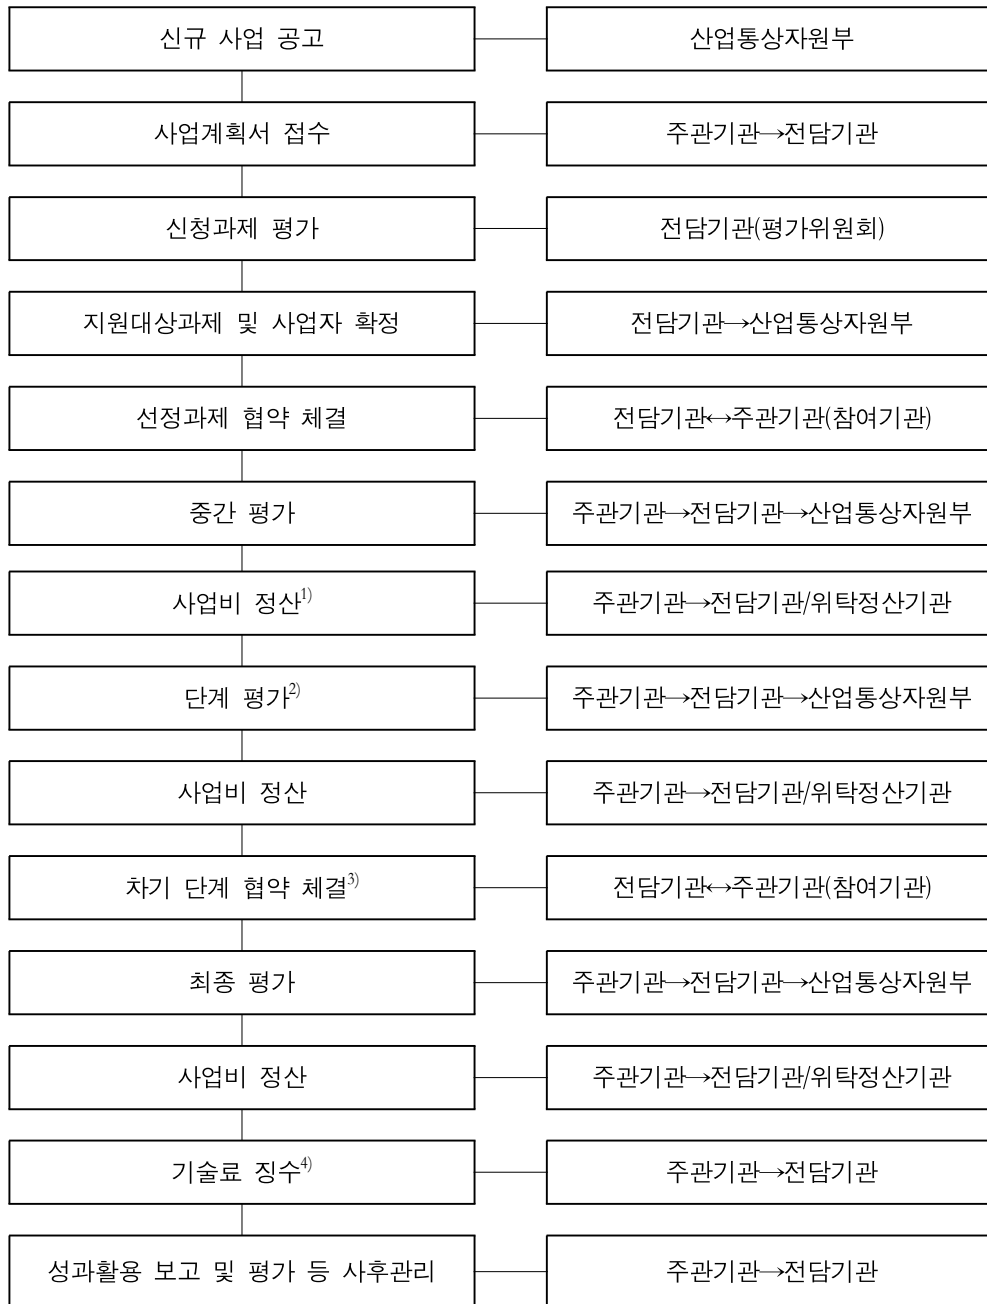 신규 사업 공고
산업통상자원부
사업계획서 접수
주관기관→전담기관
신청과제 평가
전담기관(평가위원회)
지원대상과제 및 사업자 확정
전담기관→산업통상자원부
선정과제 협약 체결
전담기관↔주관기관(참여기관)
중간 평가
주관기관→전담기관→산업통상자원부
사업비 정산1)
주관기관→전담기관/위탁정산기관
단계 평가2)
주관기관→전담기관→산업통상자원부
사업비 정산
주관기관→전담기관/위탁정산기관
차기 단계 협약 체결3)
전담기관↔주관기관(참여기관)
최종 평가
주관기관→전담기관→산업통상자원부
사업비 정산
주관기관→전담기관/위탁정산기관
기술료 징수4)
주관기관→전담기관
성과활용 보고 및 평가 등 사후관리
주관기관→전담기관